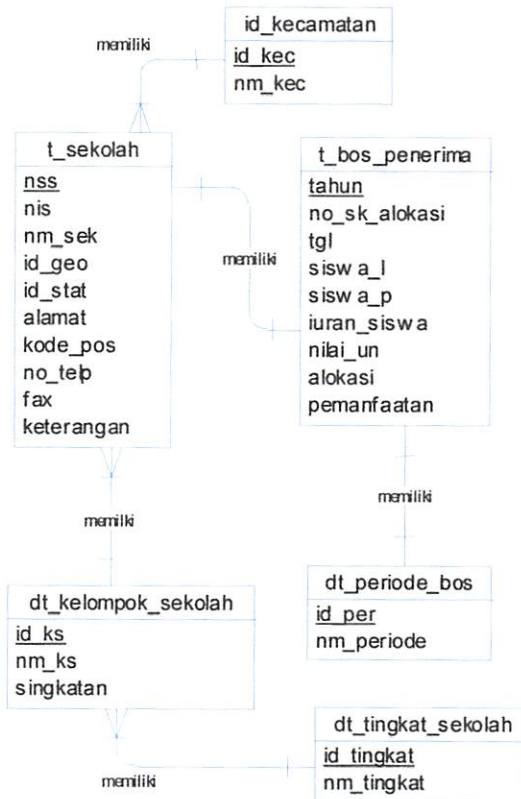 id_kecamatan
id_kec
nm_kec
memiliki
t_sekolah
nss
nis
nm_sek
id_geo
id_stat
alamat
kode_pos
no_telp
fax
keterangan
memiliki
t_bos_penerima
tahun
no_sk_alokasi
tgl
siswa_l
siswa_p
iuran_siswa
nilai_un
alokasi
pemanfaatan
memilki
memiliki
dt_kelompok_sekolah
id_ks
nm_ks
singkatan
dt_periode_bos
id_per
nm_periode
memiliki
dt_tingkat_sekolah
id_tingkat
nm_tingkat